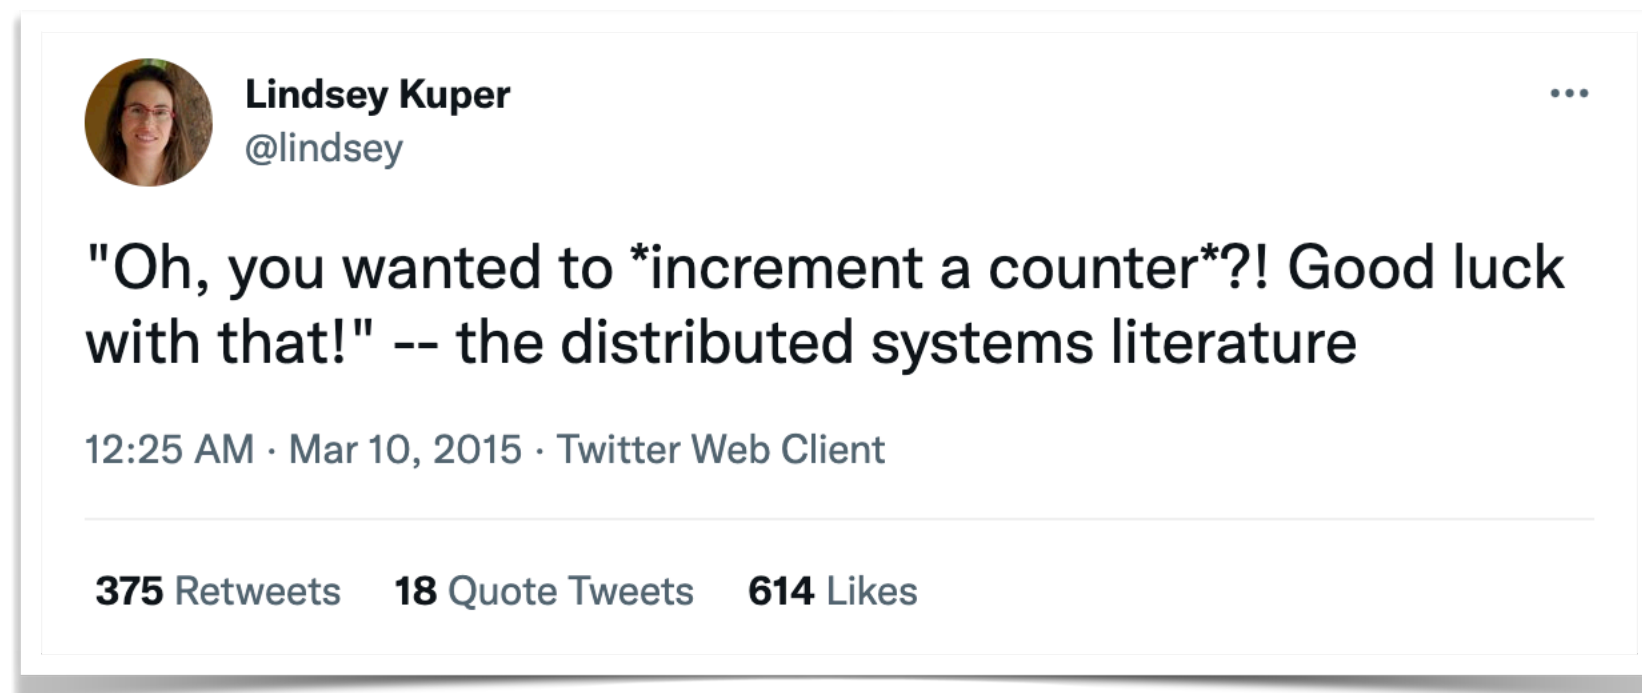 Lindsey Kuper
@lindsey
"Oh, you wanted to *increment a counter*?! Good luck
with that!" -- the distributed systems literature
12:25 AM · Mar 10, 2015 · Twitter Web Client
375 Retweets 18 Quote Tweets 614 Likes